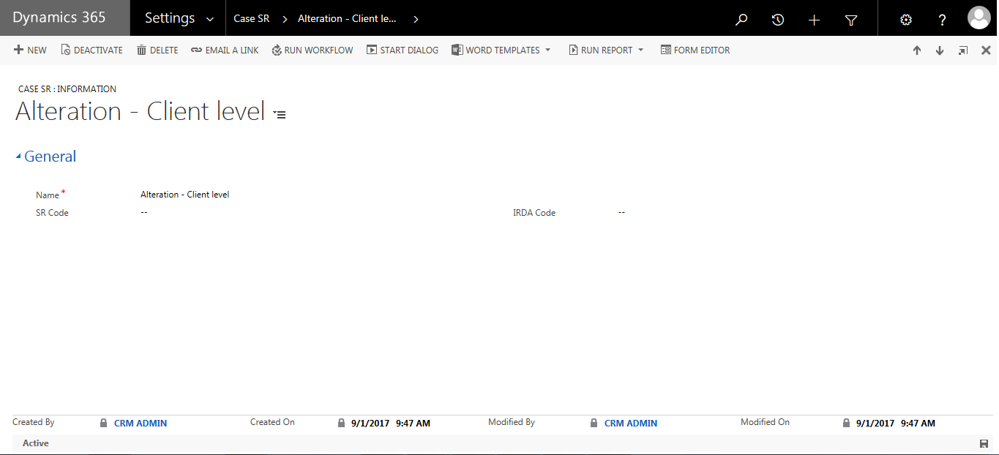 Dynamics 365 Settings Case SR Alteration - Client le...
NEW DEACTIVATE DELETE EMAIL A LINK RUN WORKFLOW START DIALOG WORD TEMPLATES RUN REPORT FORM EDITOR
CASE SR : INFORMATION
Alteration - Client level
General
Name* Alteration - Client level
SR Code -- IRDA Code --
Created By CRM ADMIN Created On 9/1/2017 9:47 AM Modified By CRM ADMIN Modified On 9/1/2017 9:47 AM
Active